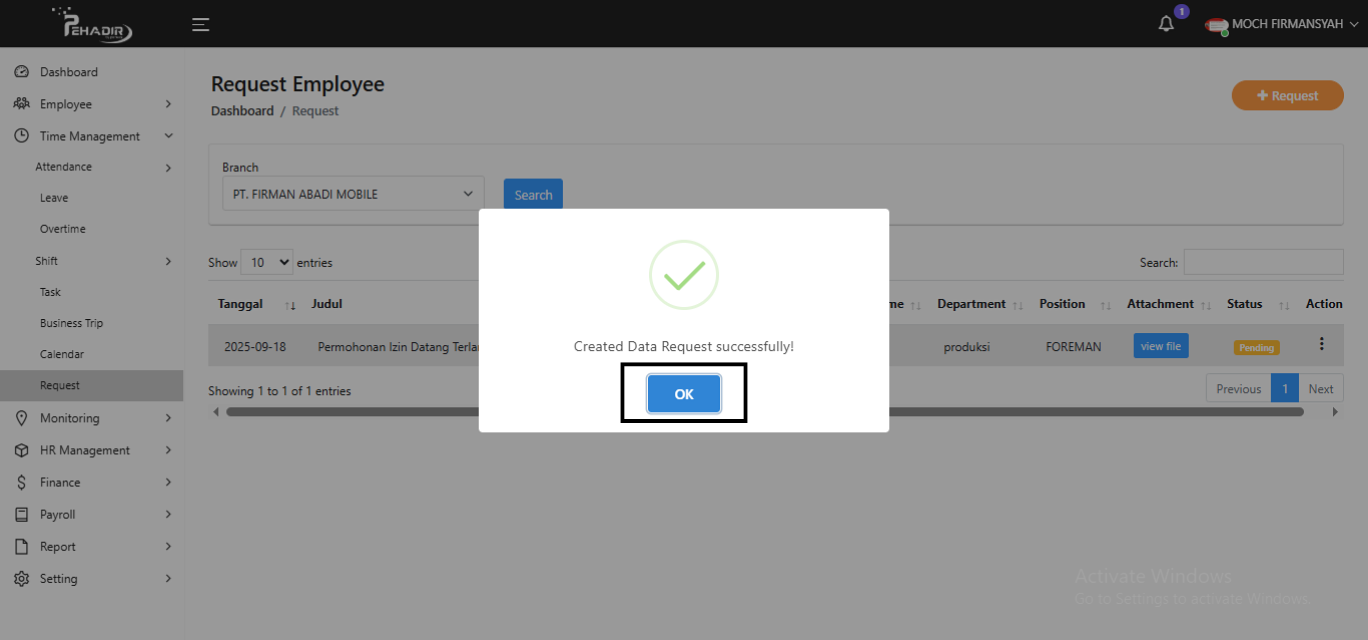 PEHADIR
1
MOCH FIRMANSYAH
Dashboard
Employee
Time Management
Attendance
Leave
Overtime
Shift
Task
Business Trip
Calendar
Request
Monitoring
HR Management
Finance
Payroll
Report
Setting
Request Employee
Dashboard / Request
+ Request
Branch
PT. FIRMAN ABADI MOBILE
Search
Show 10 entries
Search:
Tanggal Judul Department Position Attachment Status Action
2025-09-18 Permohonan Izin Datang produksi FOREMAN view file Pending
Showing 1 to 1 of 1 entries
Previous 1 Next
Created Data Request successfully!
OK
Activate Windows
Go to Settings to activate Windows.